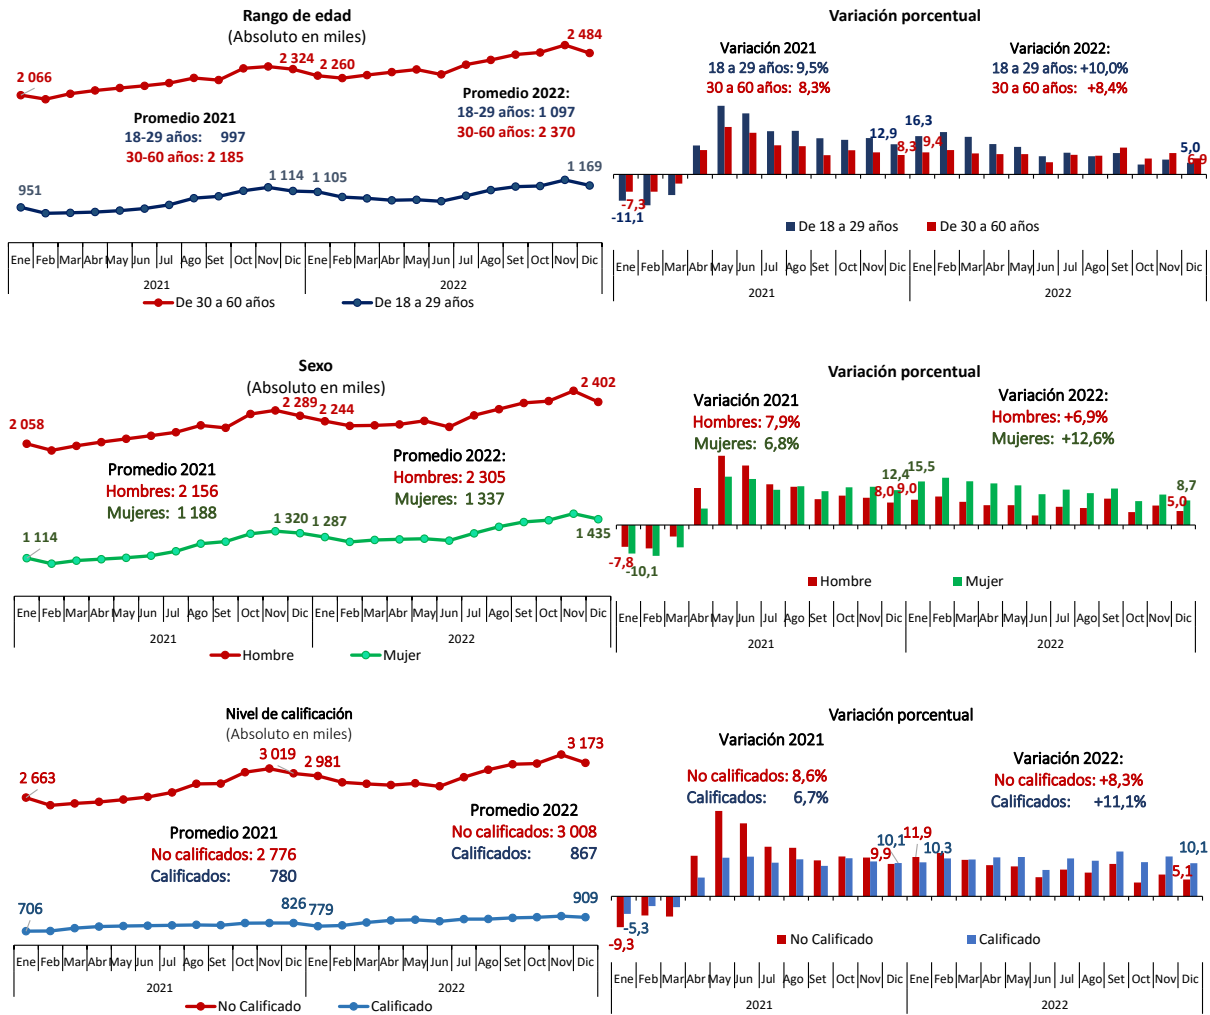 Rango de edad
(Absoluto en miles)
2 066
2 324
2 260
2 484
Promedio 2021
18-29 años: 997
30-60 años: 2 185
Promedio 2022:
18-29 años: 1 097
30-60 años: 2 370
951
1 114
1 105
1 169
Ene Feb Mar Abr May Jun Jul Ago Set Oct Nov Dic Ene Feb Mar Abr May Jun Jul Ago Set Oct Nov Dic
2021 2022
De 30 a 60 años De 18 a 29 años
Variación porcentual
Variación 2021
18 a 29 años: 9,5%
30 a 60 años: 8,3%
Variación 2022:
18 a 29 años: +10,0%
30 a 60 años: +8,4%
-7,3
-11,1
12,9
8,3
16,3
9,4
5,0
6,9
De 18 a 29 años De 30 a 60 años
Ene Feb Mar Abr May Jun Jul Ago Set Oct Nov Dic Ene Feb Mar Abr May Jun Jul Ago Set Oct Nov Dic
2021 2022
Sexo
(Absoluto en miles)
2 058
2 289
2 244
2 402
Promedio 2021
Hombres: 2 156
Mujeres: 1 188
Promedio 2022:
Hombres: 2 305
Mujeres: 1 337
1 114
1 320
1 287
1 435
Ene Feb Mar Abr May Jun Jul Ago Set Oct Nov Dic Ene Feb Mar Abr May Jun Jul Ago Set Oct Nov Dic
2021 2022
Hombre Mujer
Variación porcentual
Variación 2021
Hombres: 7,9%
Mujeres: 6,8%
Variación 2022:
Hombres: +6,9%
Mujeres: +12,6%
-7,8
-10,1
12,4
8,0
15,5
9,0
8,7
5,0
Hombre Mujer
Ene Feb Mar Abr May Jun Jul Ago Set Oct Nov Dic Ene Feb Mar Abr May Jun Jul Ago Set Oct Nov Dic
2021 2022
Nivel de calificación
(Absoluto en miles)
2 663
3 019
2 981
3 173
Promedio 2021
No calificados: 2 776
Calificados: 780
Promedio 2022
No calificados: 3 008
Calificados: 867
706
826
779
909
Ene Feb Mar Abr May Jun Jul Ago Set Oct Nov Dic Ene Feb Mar Abr May Jun Jul Ago Set Oct Nov Dic
2021 2022
No Calificado Calificado
Variación porcentual
Variación 2021
No calificados: 8,6%
Calificados: 6,7%
Variación 2022:
No calificados: +8,3%
Calificados: +11,1%
-5,3
-9,3
10,1
9,9
11,9
10,3
10,1
5,1
No Calificado Calificado
Ene Feb Mar Abr May Jun Jul Ago Set Oct Nov Dic Ene Feb Mar Abr May Jun Jul Ago Set Oct Nov Dic
2021 2022